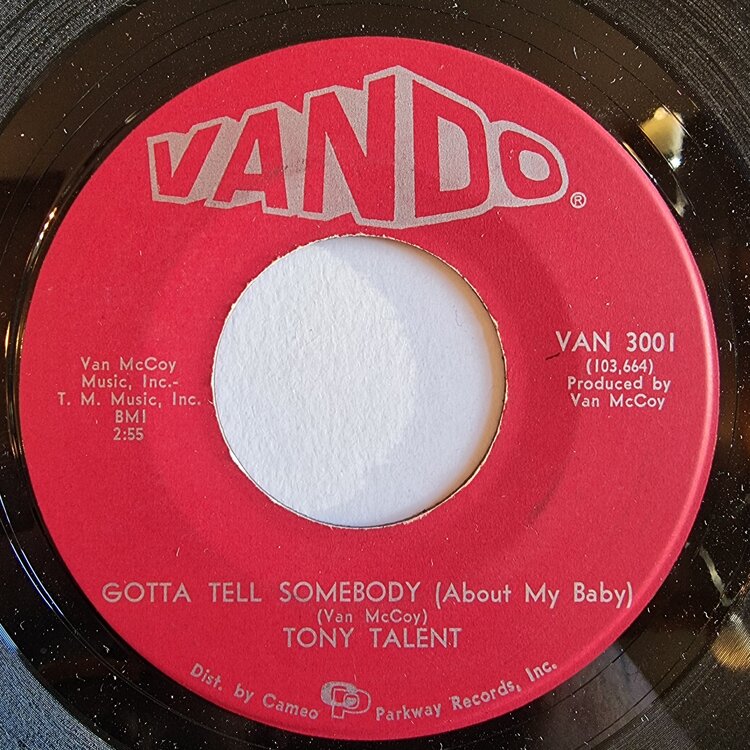 VANDO®
Van McCoy
Music, Inc.-
T. M. Music, Inc.
BMI
2:55
VAN 3001
(103,664)
Produced by
Van McCoy
GOTTA TELL SOMEBODY (About My Baby)
(Van McCoy)
TONY TALENT
Dist. by Cameo CP Parkway Records, Inc.